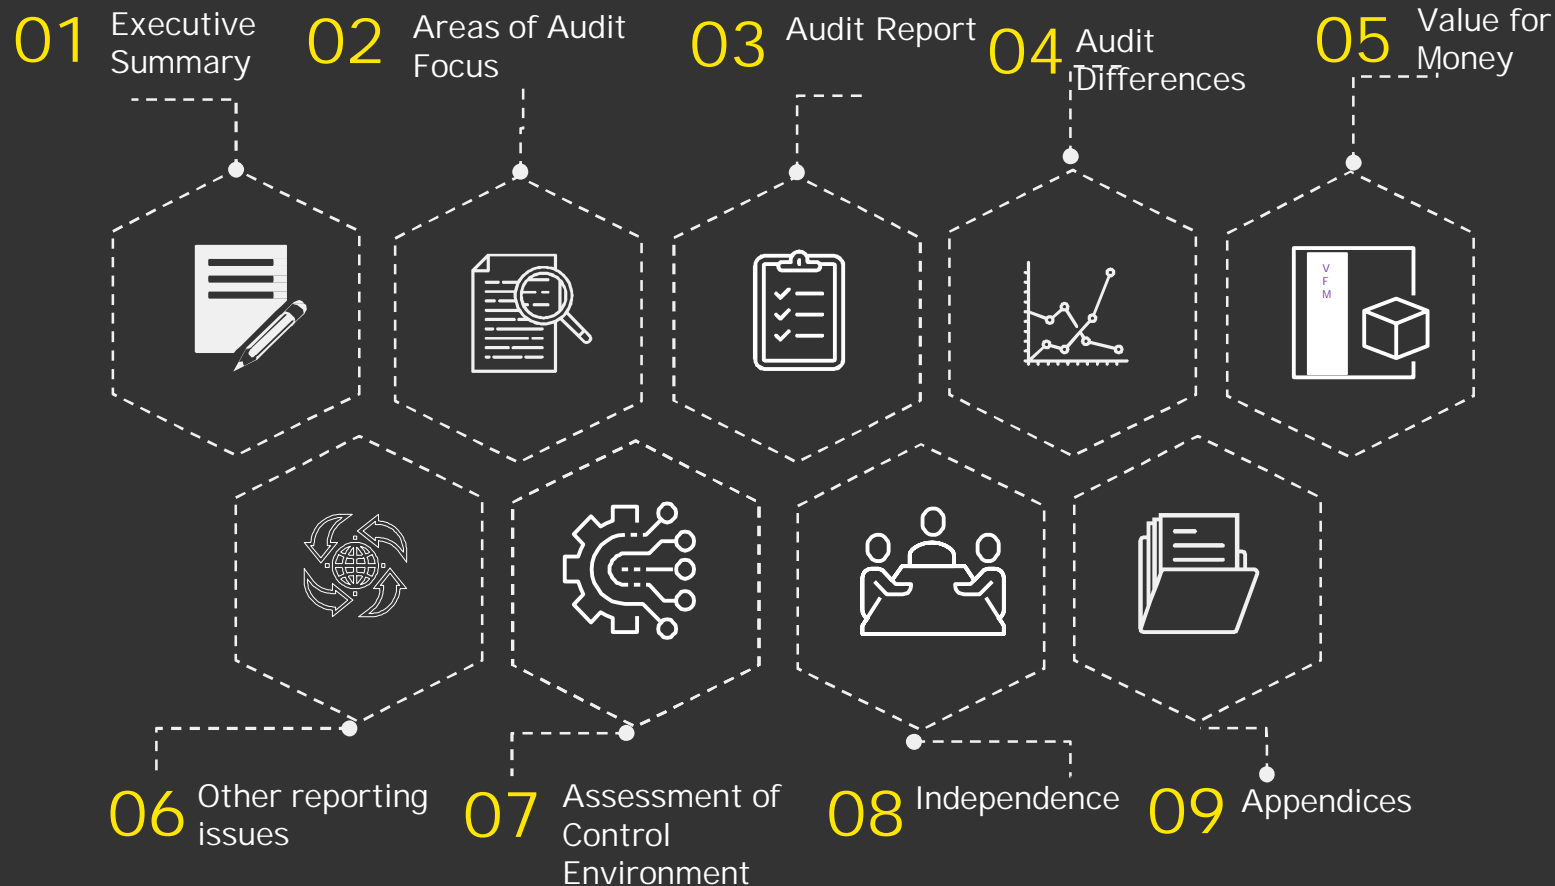 01
Executive
Summary
02
Areas of Audit
Focus
03
Audit Report
04
Audit
Differences
05
Value for
Money
V
F
M
06
Other reporting
issues
07
Assessment of
Control
Environment
08
Independence
09
Appendices